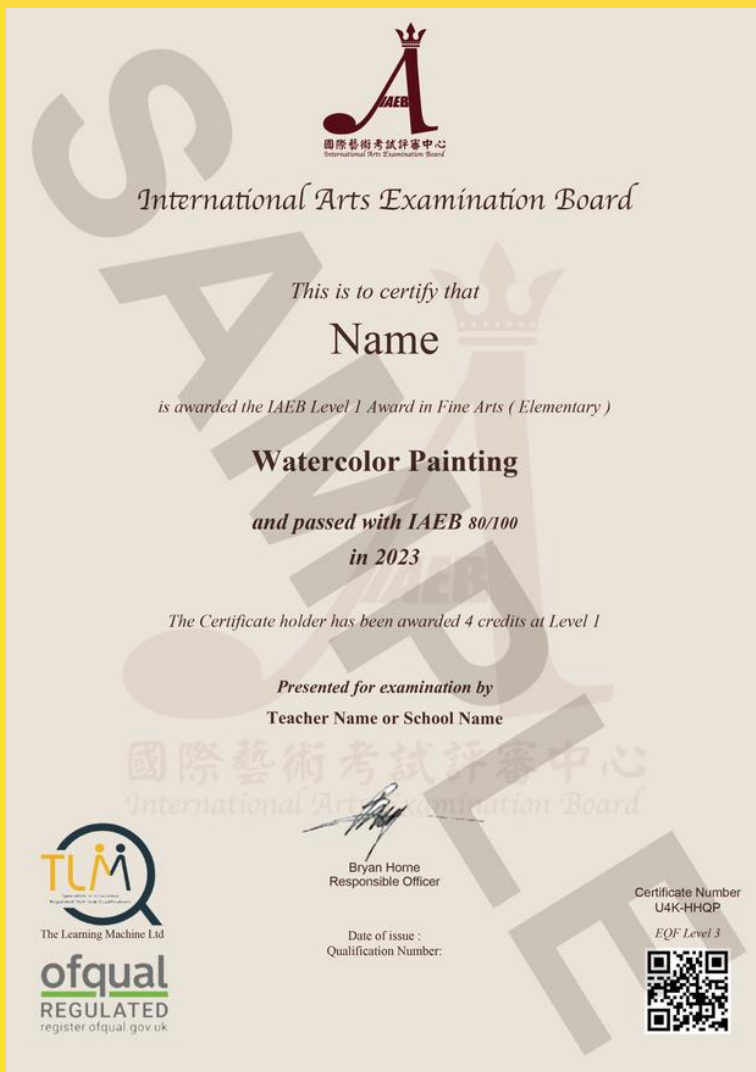 IAEB
國際藝術考試評審中心
International Arts Examination Board
International Arts Examination Board
This is to certify that
Name
is awarded the IAEB Level 1 Award in Fine Arts ( Elementary )
Watercolor Painting
and passed with IAEB 80/100
in 2023
The Certificate holder has been awarded 4 credits at Level 1
Presented for examination by
Teacher Name or School Name
SAMPLE
IAEB
國際藝術考試評審中心
International Arts Examination Board
Bryan Horne
Responsible Officer
Date of issue :
Qualification Number:
TLM
The Learning Machine Ltd
ofqual
REGULATED
register.ofqual.gov.uk
Certificate Number
U4K-HHQP
EQF Level 3